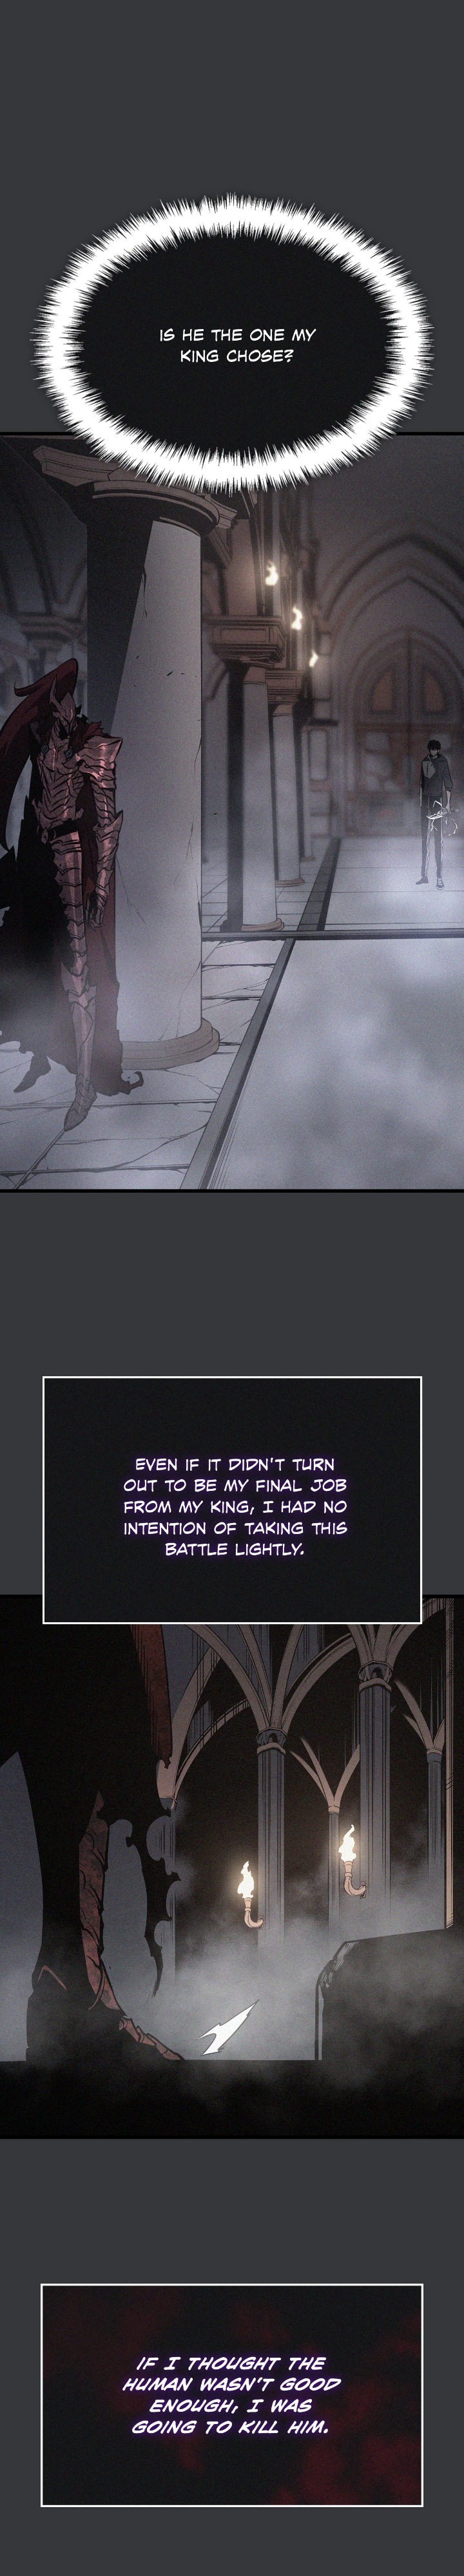 IS HE THE ONE MY
KING CHOSE?
EVEN IF IT DIDN'T TURN
OUT TO BE MY FINAL JOB
FROM MY KING, I HAD NO
INTENTION OF TAKING THIS
BATTLE LIGHTLY.
IF I THOUGHT THE
HUMAN WASN'T GOOD
ENOUGH, I WAS
GOING TO KILL HIM.